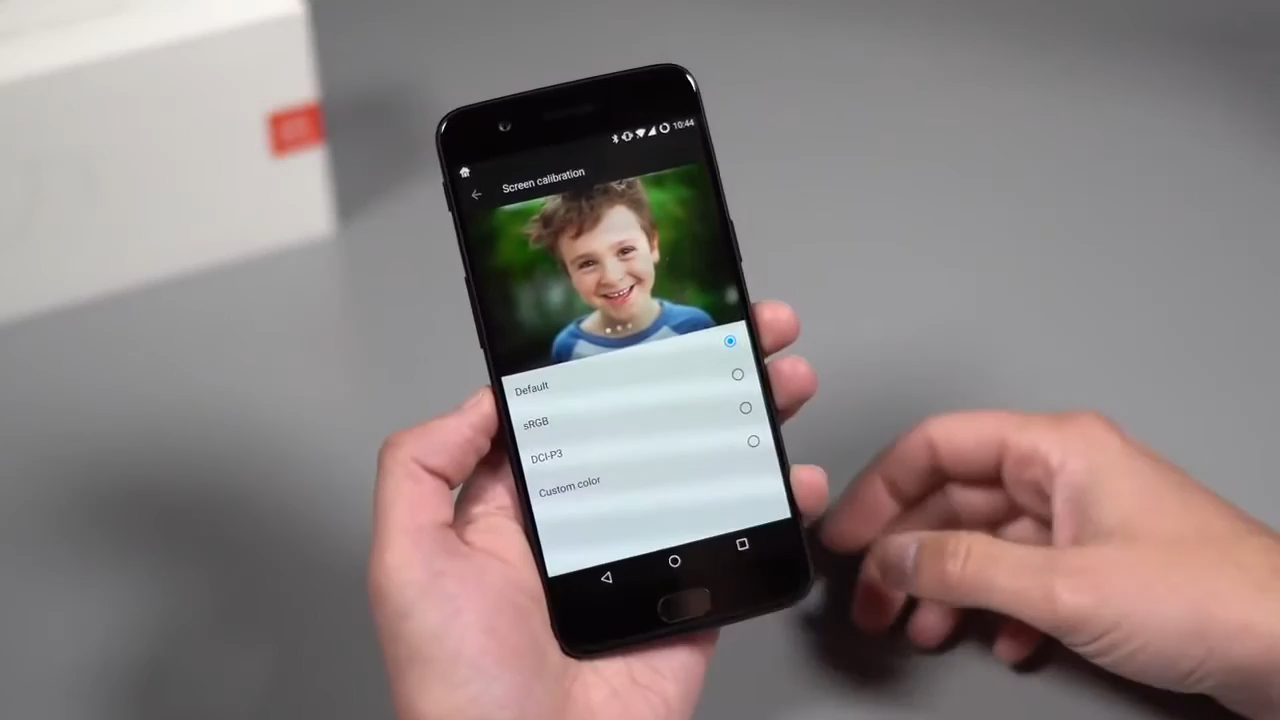 10:44
Screen calibration
Default
sRGB
DCI-P3
Custom color